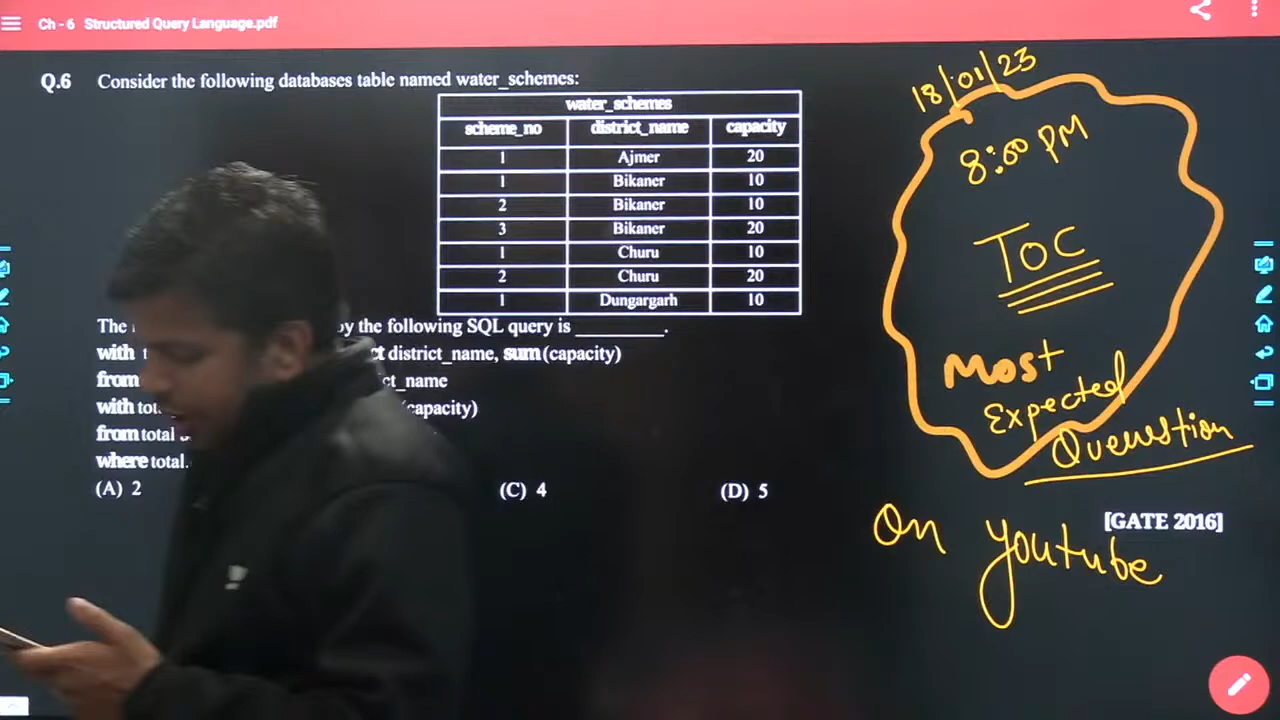 Ch - 6 Structured Query Language.pdf
Q.6 Consider the following databases table named water_schemes:
water_schemes
scheme_no district_name capacity
1 Ajmer 20
1 Bikaner 10
2 Bikaner 10
3 Bikaner 20
1 Churu 10
2 Churu 20
1 Dungargarh 10
The by the following SQL query is ________.
with district_name, sum (capacity)
from
with capacity)
from total
where total.
(A) 2 (C) 4 (D) 5
[GATE 2016]
18/01/23
8:00 PM
TOC
Most
Expected
Queuestion
on youtube